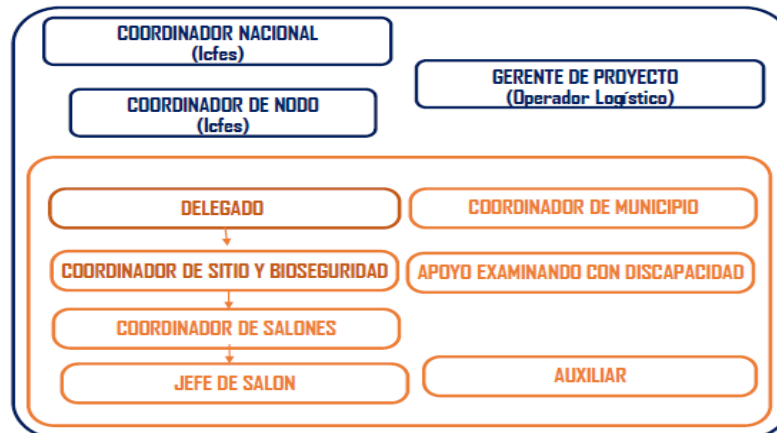 COORDINADOR NACIONAL
(Icfes)
GERENTE DE PROYECTO
(Operador Logístico)
COORDINADOR DE NODO
(Icfes)
DELEGADO
COORDINADOR DE MUNICIPIO
COORDINADOR DE SITIO Y BIOSEGURIDAD
APOYO EXAMINANDO CON DISCAPACIDAD
COORDINADOR DE SALONES
JEFE DE SALON
AUXILIAR